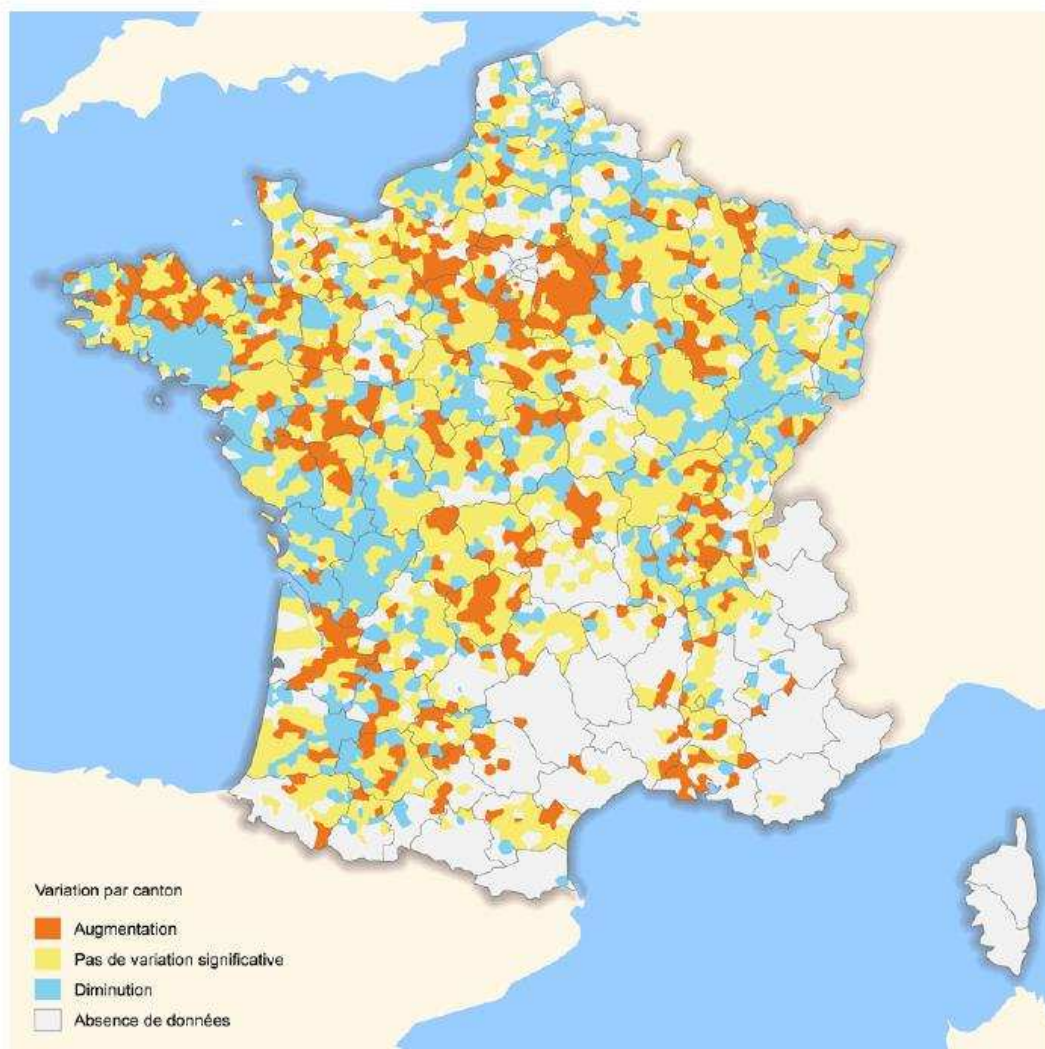 Variation par canton
Augmentation
Pas de variation significative
Diminution
Absence de données